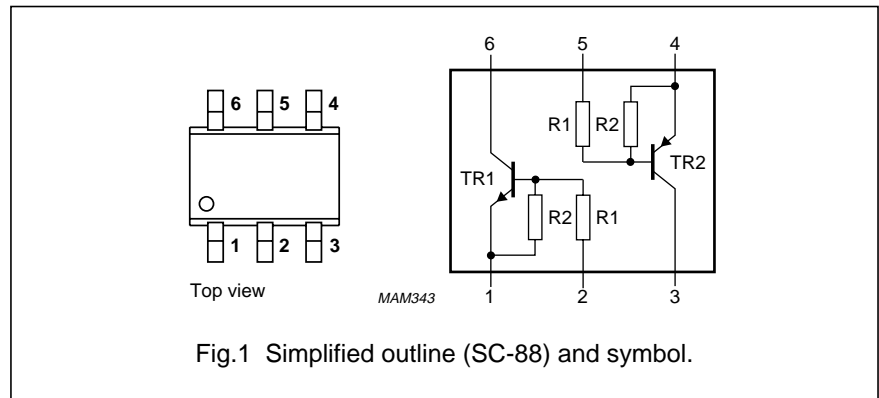 6 5 4
6 5 4
R1 R2
TR1 TR2
R2 R1
1 2 3
Top view
MAM343
1 2 3
Fig.1 Simplified outline (SC-88) and symbol.